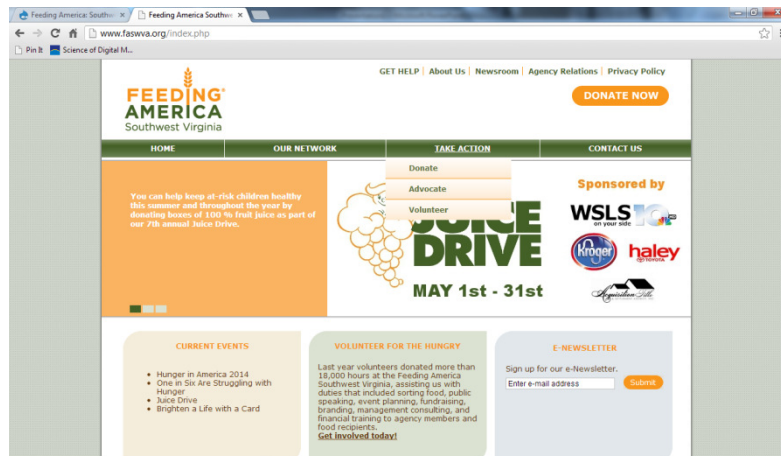 Feeding America: Southw
Feeding America Southwe
www.faswva.org/index.php
Pin It
Science of Digital M...
GET HELP | About Us | Newsroom | Agency Relations | Privacy Policy
FEEDING
AMERICA
Southwest Virginia
DONATE NOW
HOME
OUR NETWORK
TAKE ACTION
CONTACT US
Donate
Advocate
Volunteer
You can help keep at-risk children healthy
this summer and throughout the year by
donating boxes of 100 % fruit juice as part of
our 7th annual Juice Drive.
JUICE
DRIVE
MAY 1st - 31st
Sponsored by
WSLS 10
on your side
Kroger
haley
TOYOTA
CURRENT EVENTS
Hunger in America 2014
One in Six Are Struggling with
Hunger
Juice Drive
Brighten a Life with a Card
VOLUNTEER FOR THE HUNGRY
Last year volunteers donated more than
18,000 hours at the Feeding America
Southwest Virginia, assisting us with
duties that included sorting food, public
speaking, event planning, fundraising,
branding, management consulting, and
financial training to agency members and
food recipients.
Get involved today!
E-NEWSLETTER
Sign up for our e-Newsletter.
Enter e-mail address
Submit